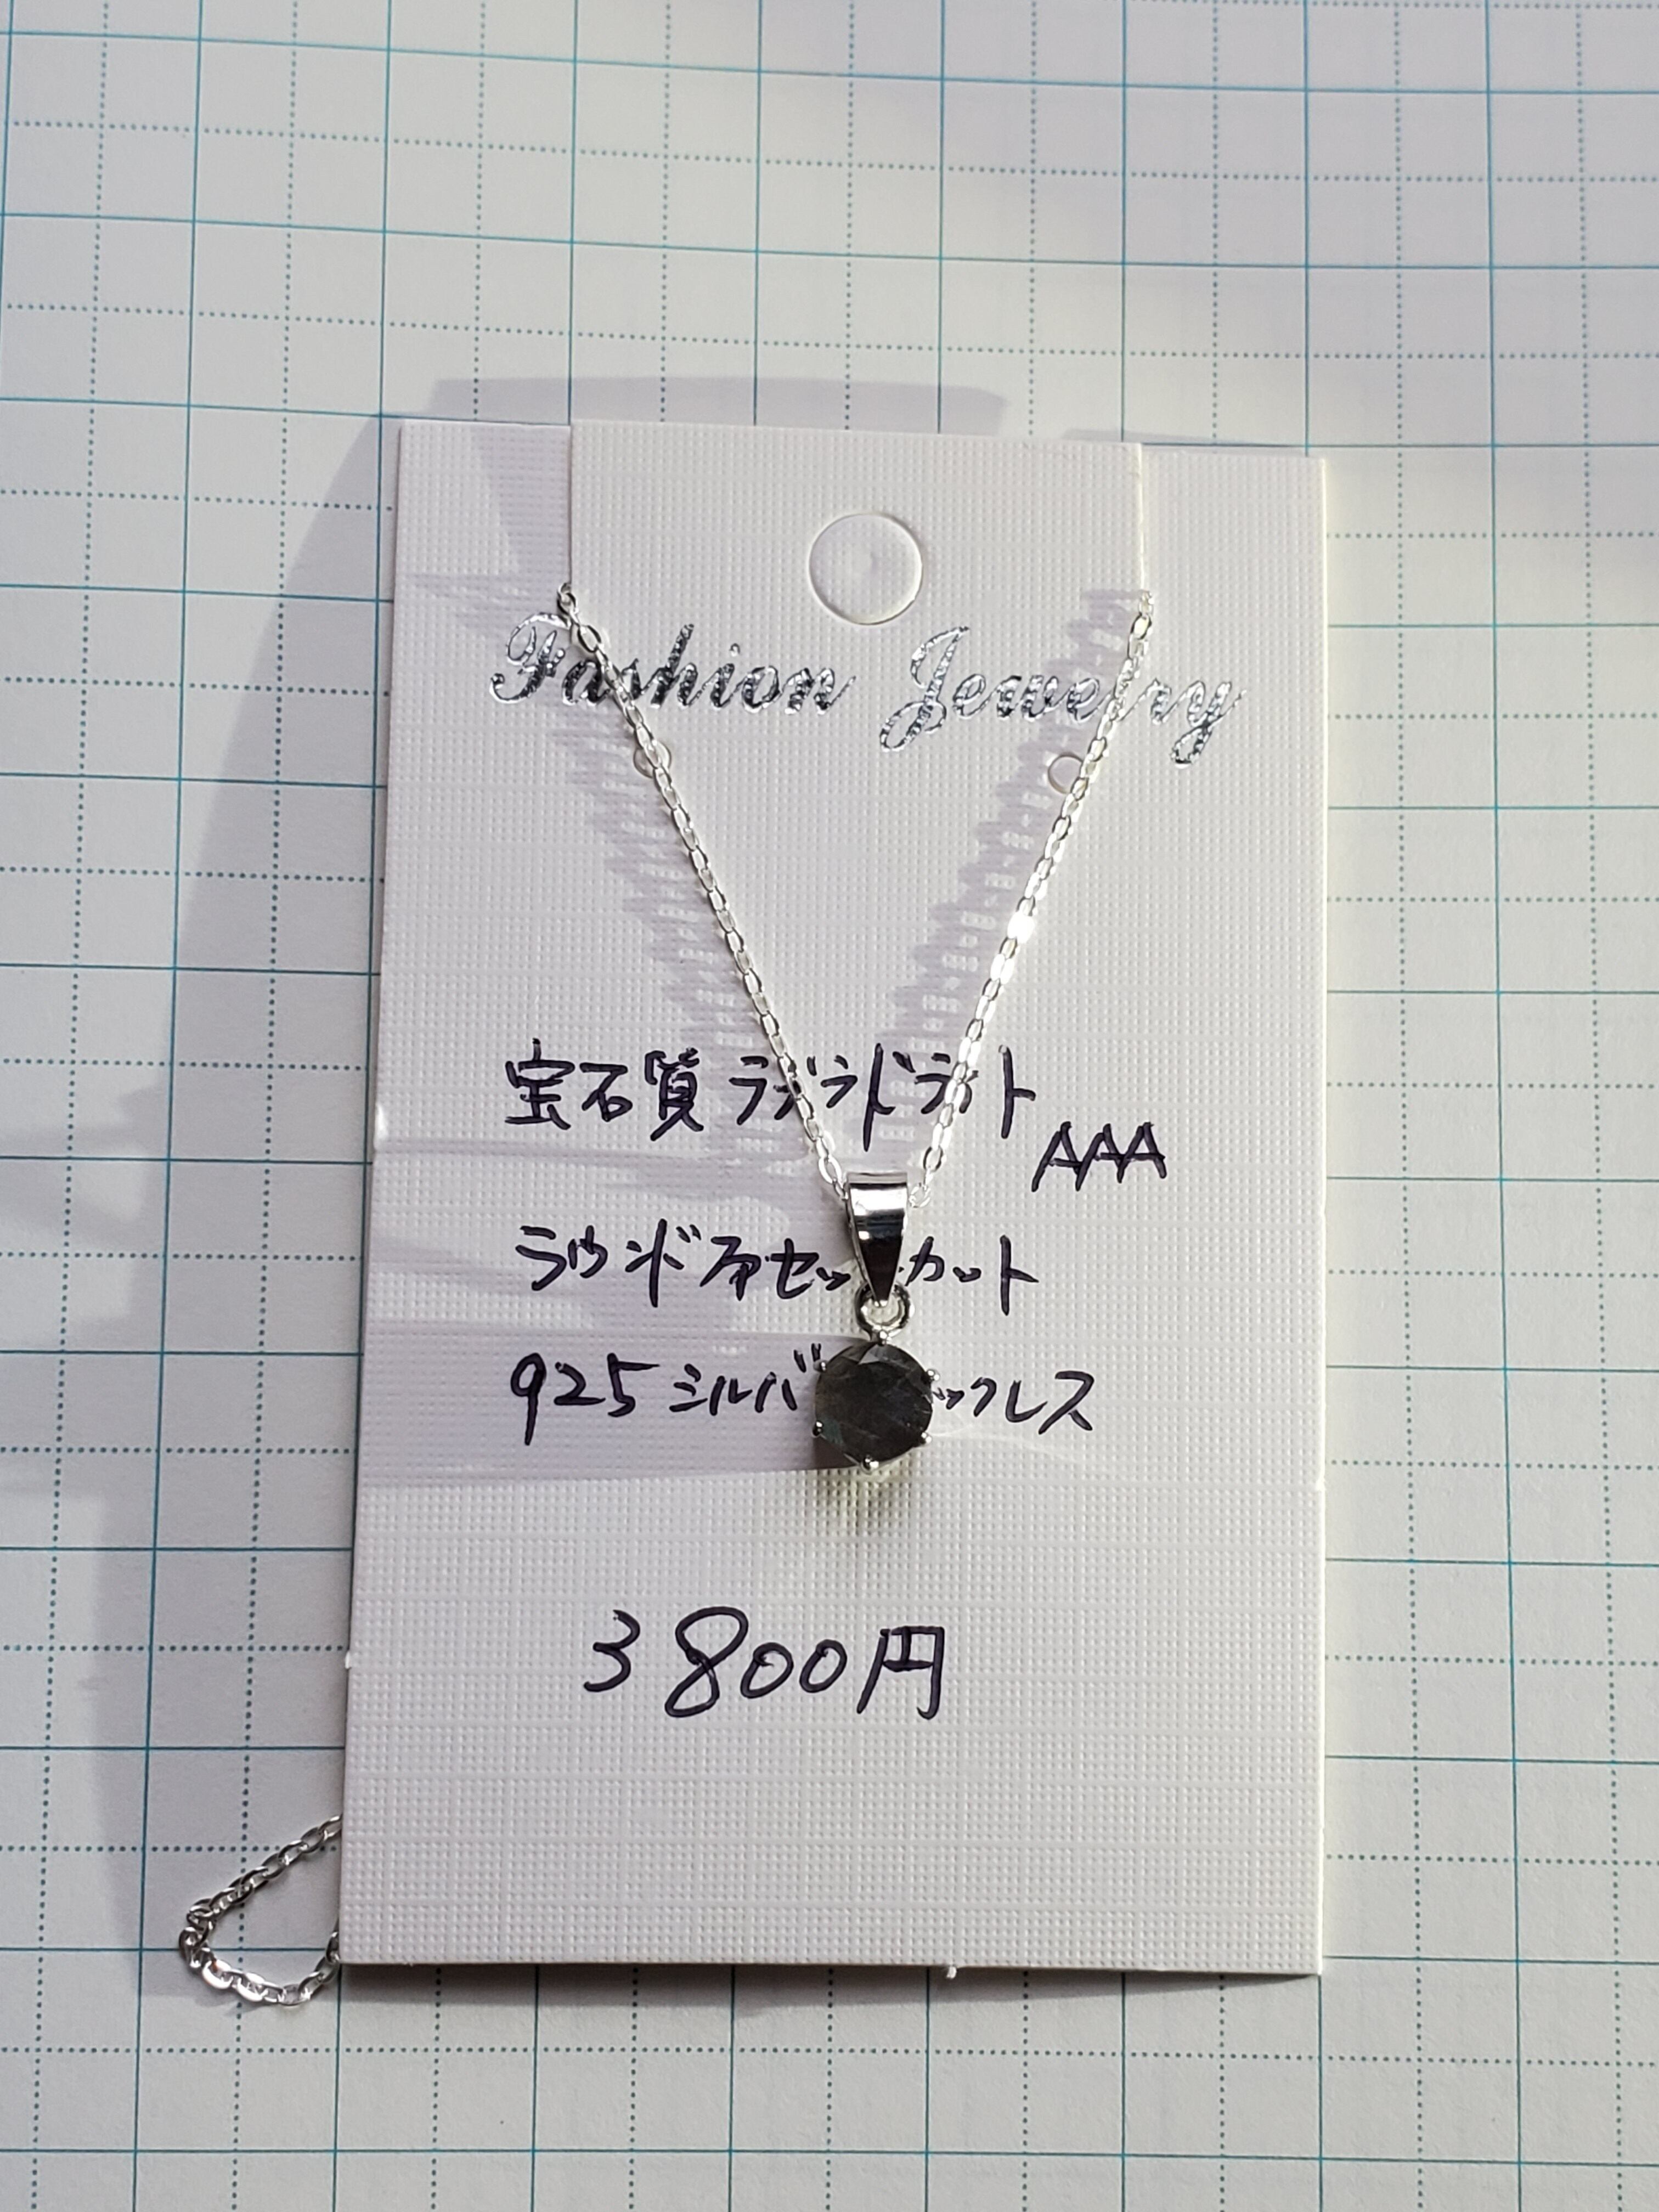 Fashion Jewelry
宝石質ラブラドライト
AAA
ラウンドファセットカット
925シルバ ックレス
3800円